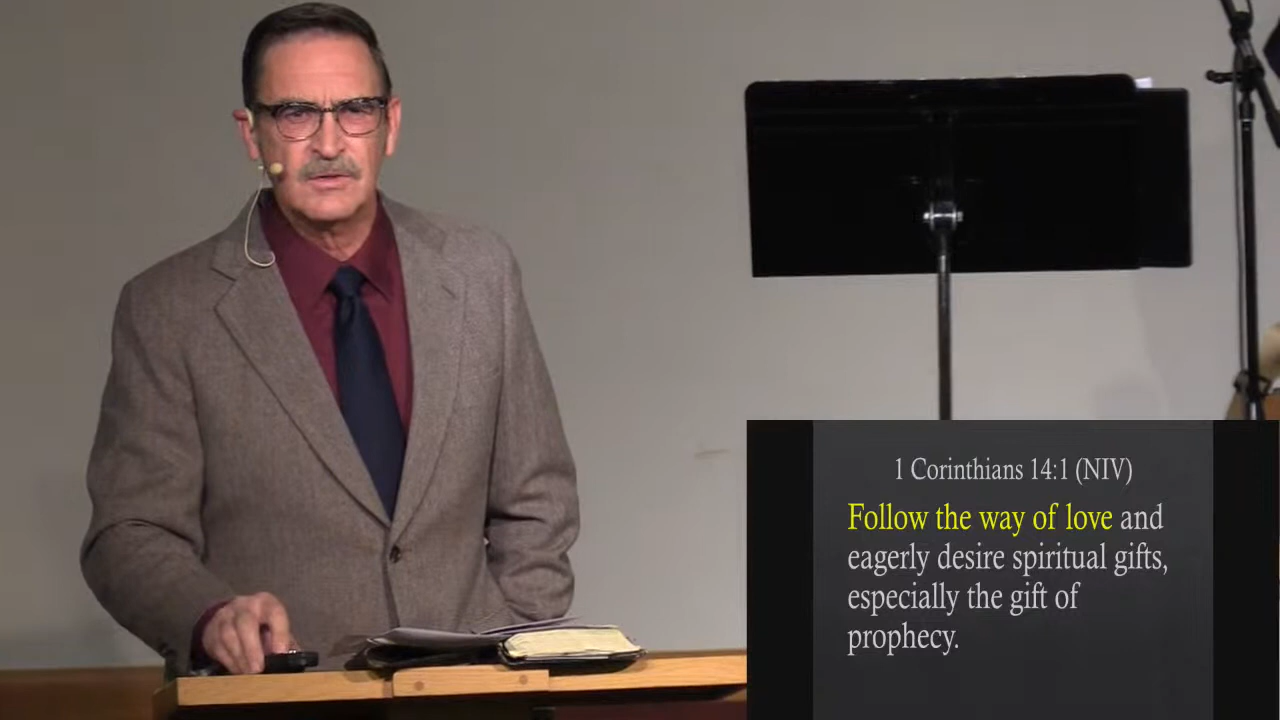 1 Corinthians 14:1 (NIV)
Follow the way of love and
eagerly desire spiritual gifts,
especially the gift of
prophecy.